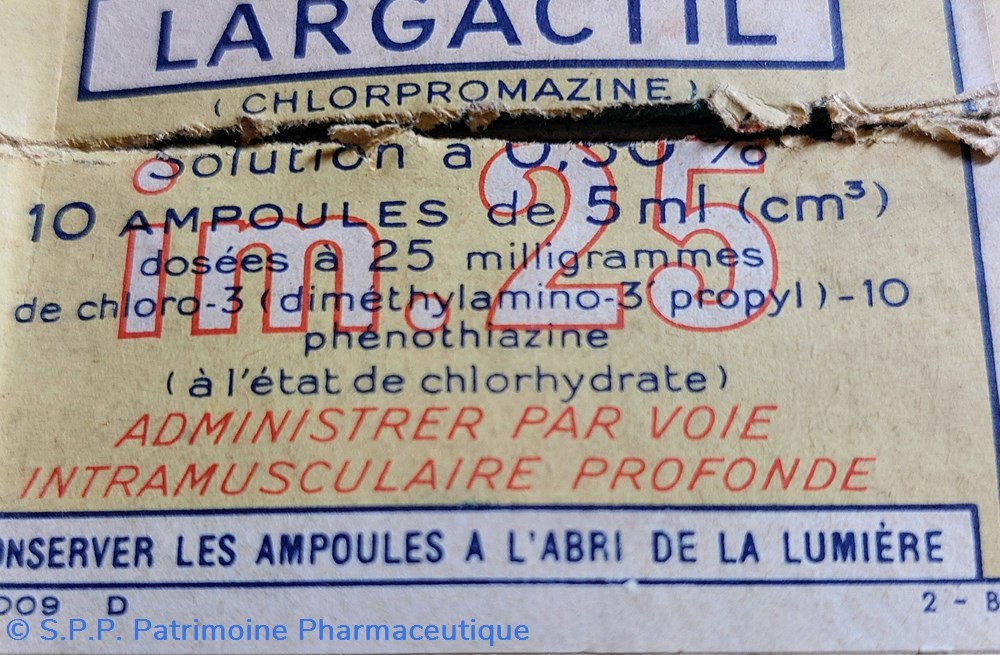 LARGACTIL
( CHLORPROMAZINE )
Solution à 0,50 %
im.25
10 AMPOULES de 5 ml (cm³)
dosées à 25 milligrammes
de chloro-3 (diméthylamino-3' propyl)-10
phénothiazine
( à l'état de chlorhydrate )
ADMINISTRER PAR VOIE
INTRAMUSCULAIRE PROFONDE
ONSERVER LES AMPOULES A L'ABRI DE LA LUMIÈRE
009 D
2 - B
© S.P.P. Patrimoine Pharmaceutique